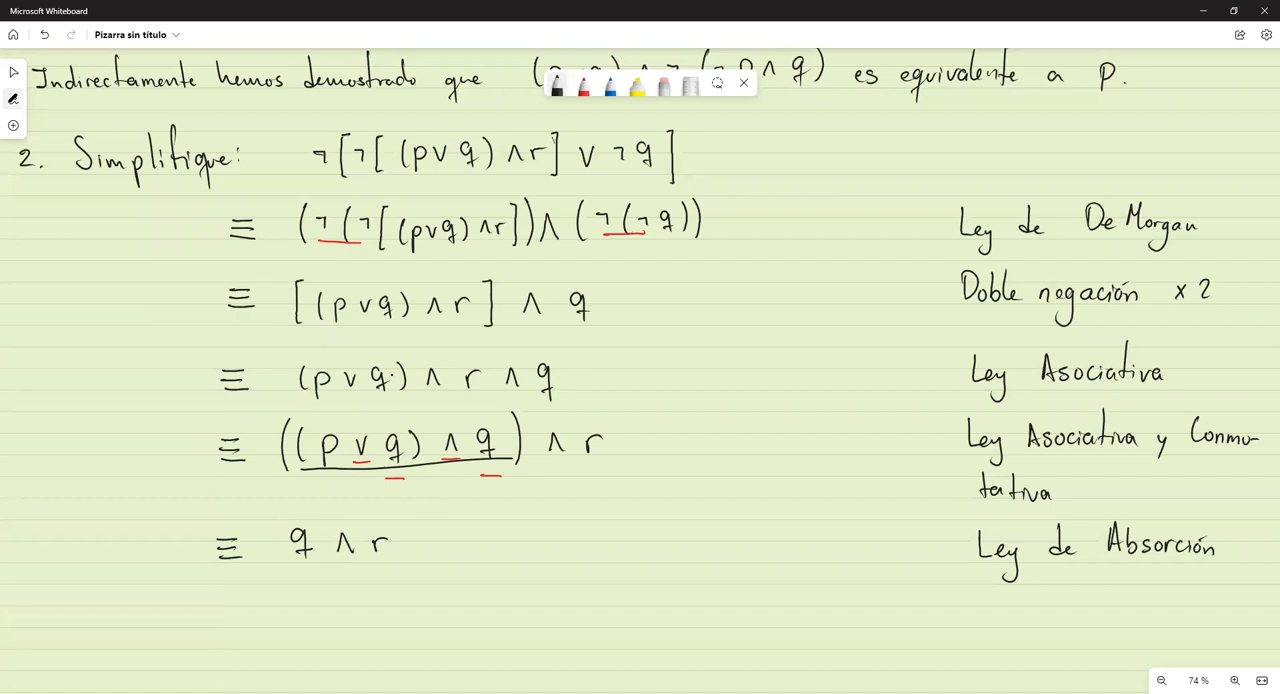 Microsoft Whiteboard
Pizarra sin título
Indirectamente hemos demostrado que ( q) ∧ ¬(¬p ∧ q) es equivalente a p.
2. Simplifique: ¬[¬[(p ∨ q) ∧ r] ∨ ¬q]
≡ (¬(¬[(p∨q) ∧r])∧(¬(¬q)) Ley de De Morgan
≡ [(p ∨ q) ∧ r] ∧ q Doble negación x 2
≡ (p ∨ q) ∧ r ∧ q Ley Asociativa
≡ ((p ∨ q) ∧ q) ∧ r Ley Asociativa y Conmu-
tativa
≡ q ∧ r Ley de Absorción
74 %